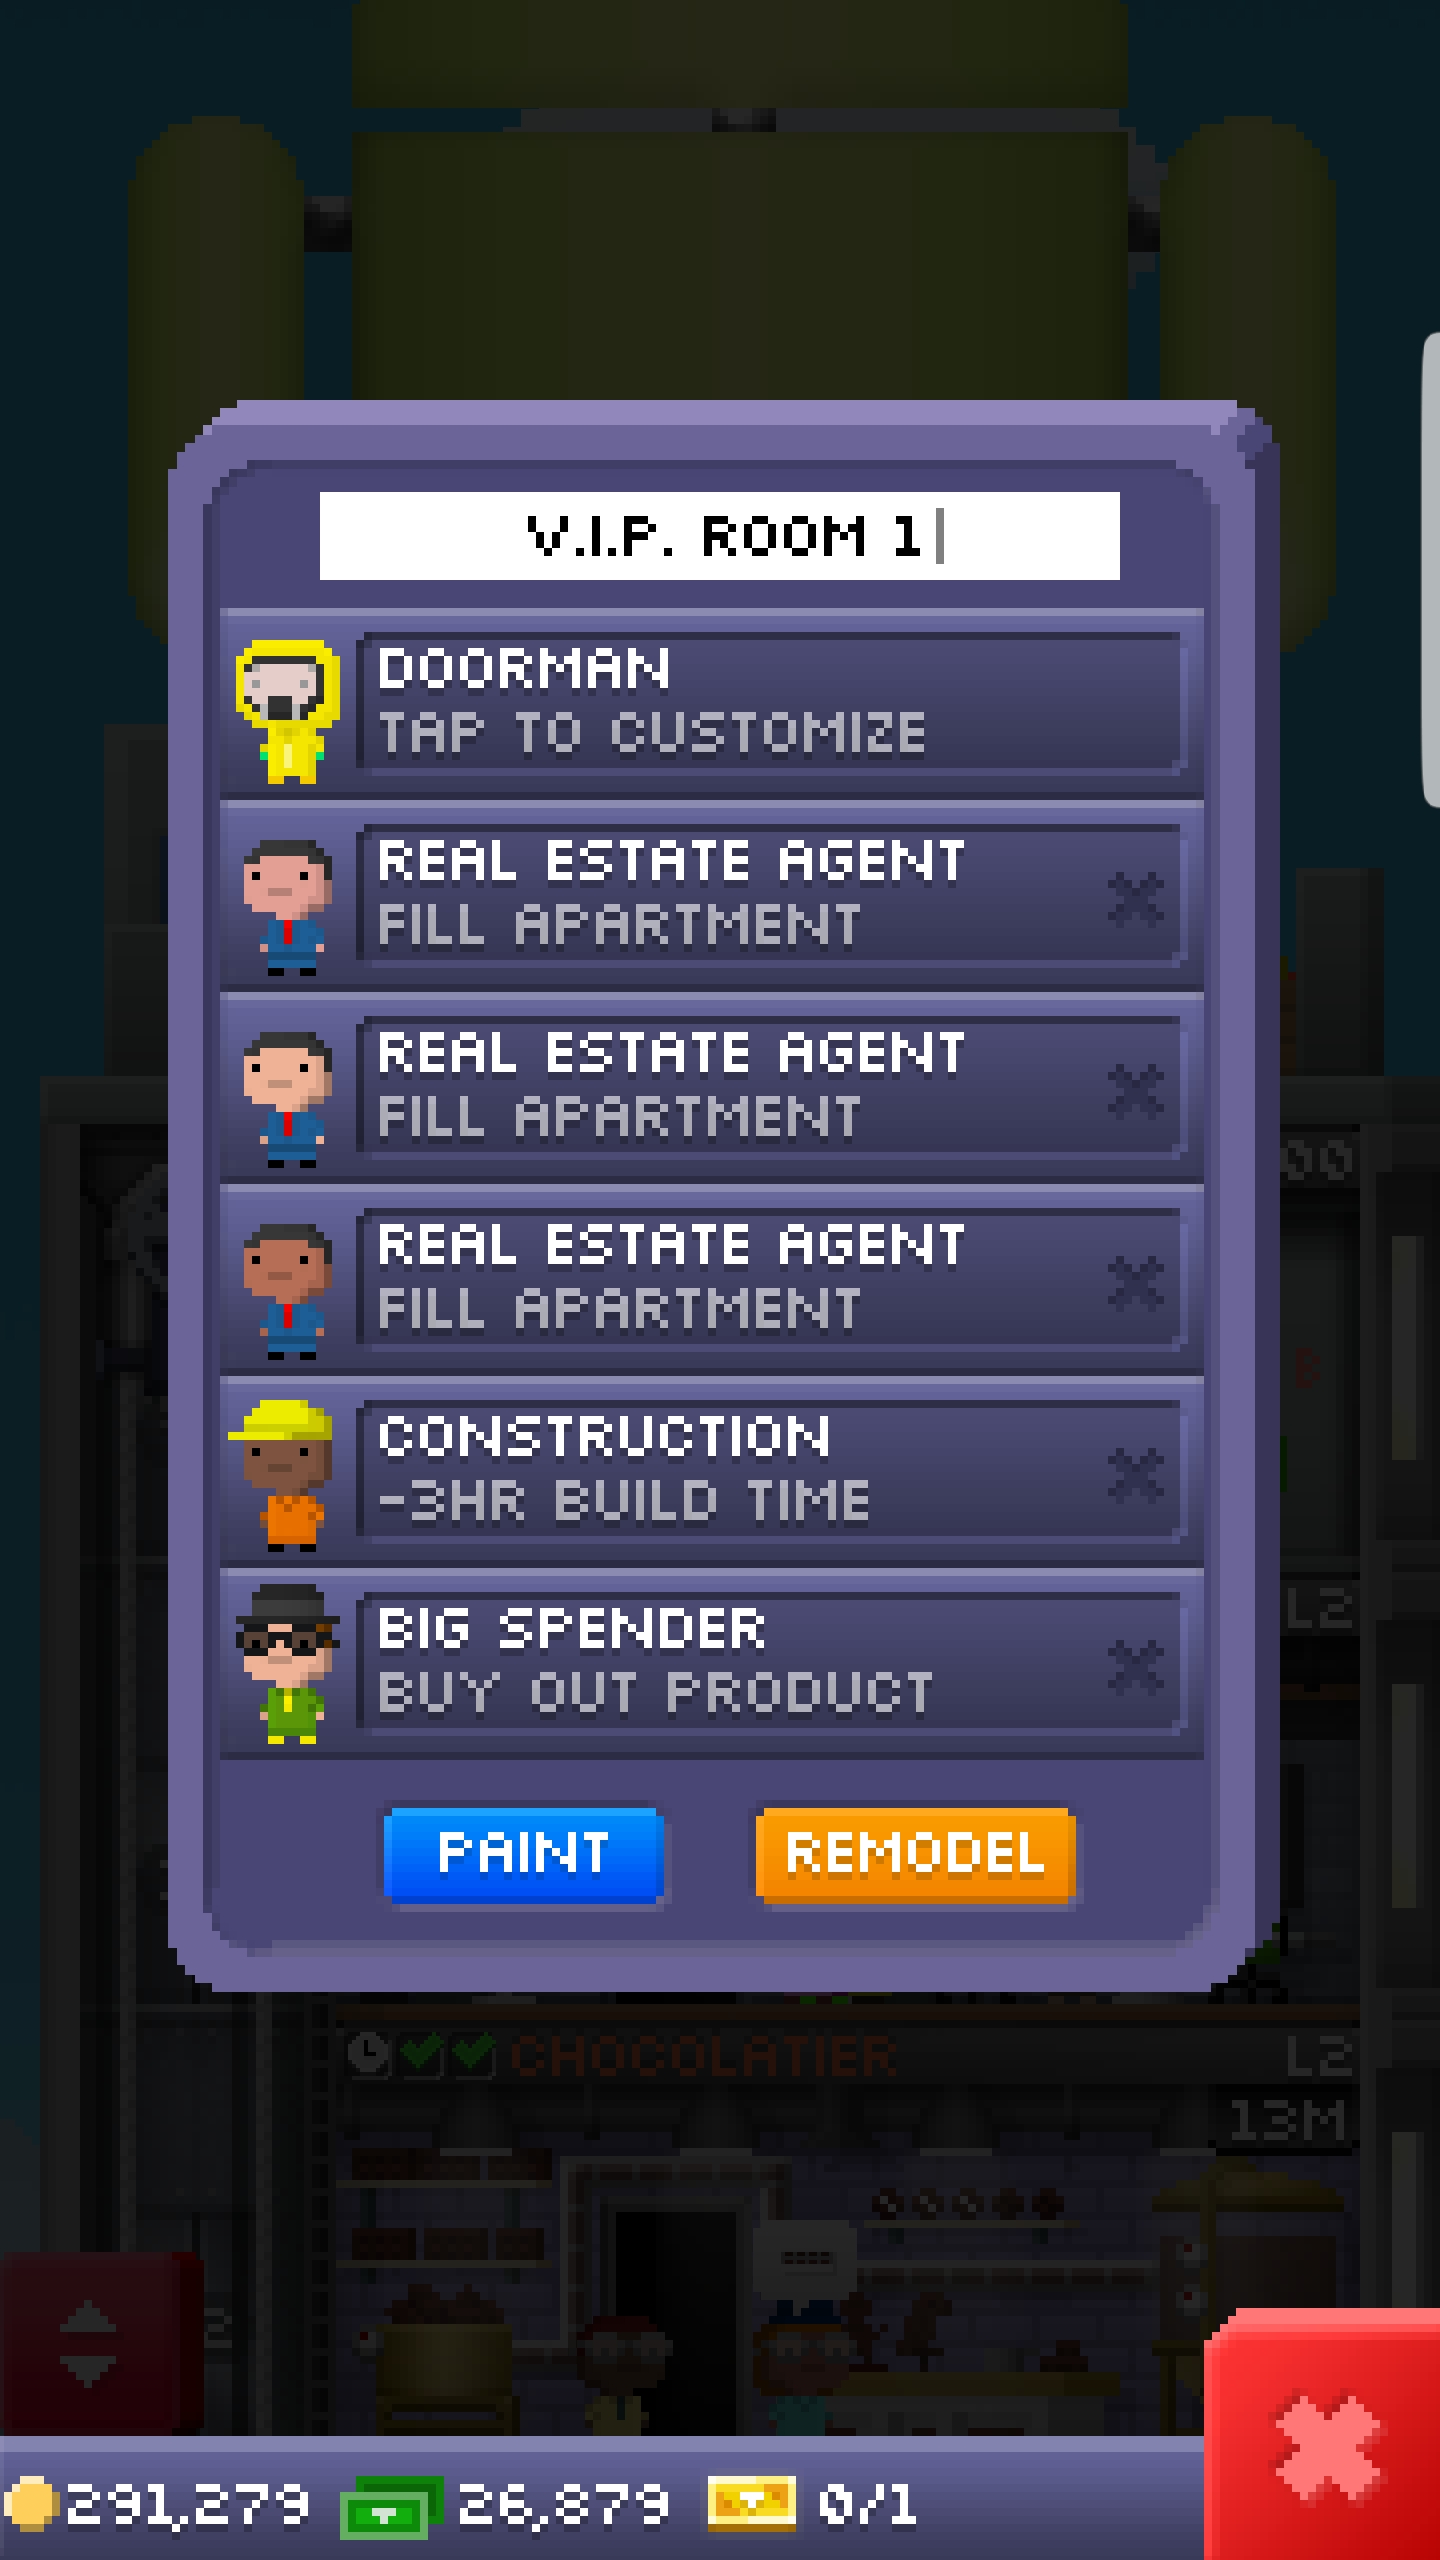 V.I.P. ROOM 1
DOORMAN
TAP TO CUSTOMIZE
REAL ESTATE AGENT
FILL APARTMENT
REAL ESTATE AGENT
FILL APARTMENT
REAL ESTATE AGENT
FILL APARTMENT
CONSTRUCTION
-3HR BUILD TIME
BIG SPENDER
BUY OUT PRODUCT
PAINT
REMODEL
L2
CHOCOLATIER
L2
13M
291,279
26,879
0/1